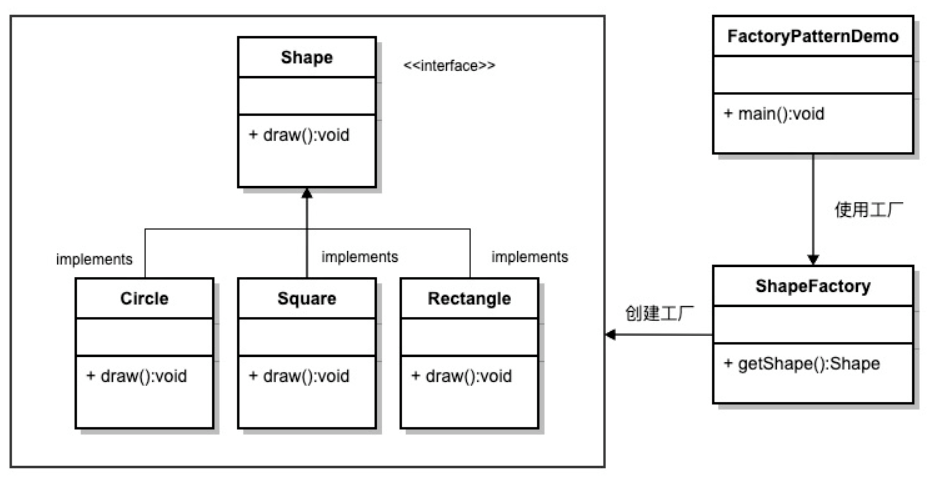 Shape
<<interface>>
+ draw():void
implements
implements
implements
Circle
+ draw():void
Square
+ draw():void
Rectangle
+ draw():void
FactoryPatternDemo
+ main():void
使用工厂
ShapeFactory
+ getShape():Shape
创建工厂